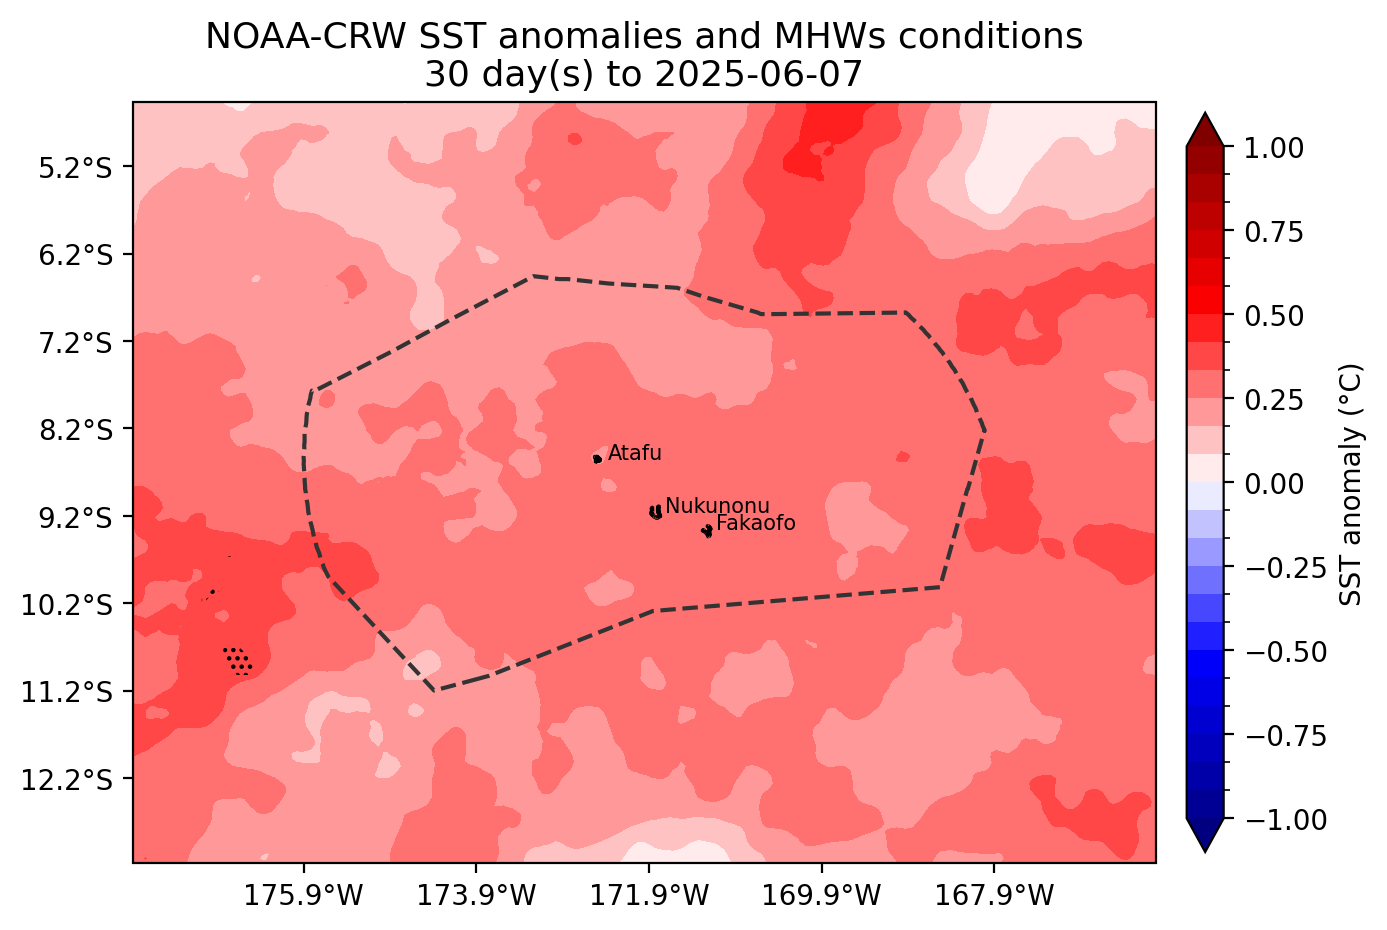 NOAA-CRW SST anomalies and MHWs conditions
30 day(s) to 2025-06-07
5.2°S
6.2°S
7.2°S
8.2°S
9.2°S
10.2°S
11.2°S
12.2°S
Atafu
Nukunonu
Fakaofo
175.9°W
173.9°W
171.9°W
169.9°W
167.9°W
1.00
0.75
0.50
0.25
0.00
−0.25
−0.50
−0.75
−1.00
SST anomaly (°C)